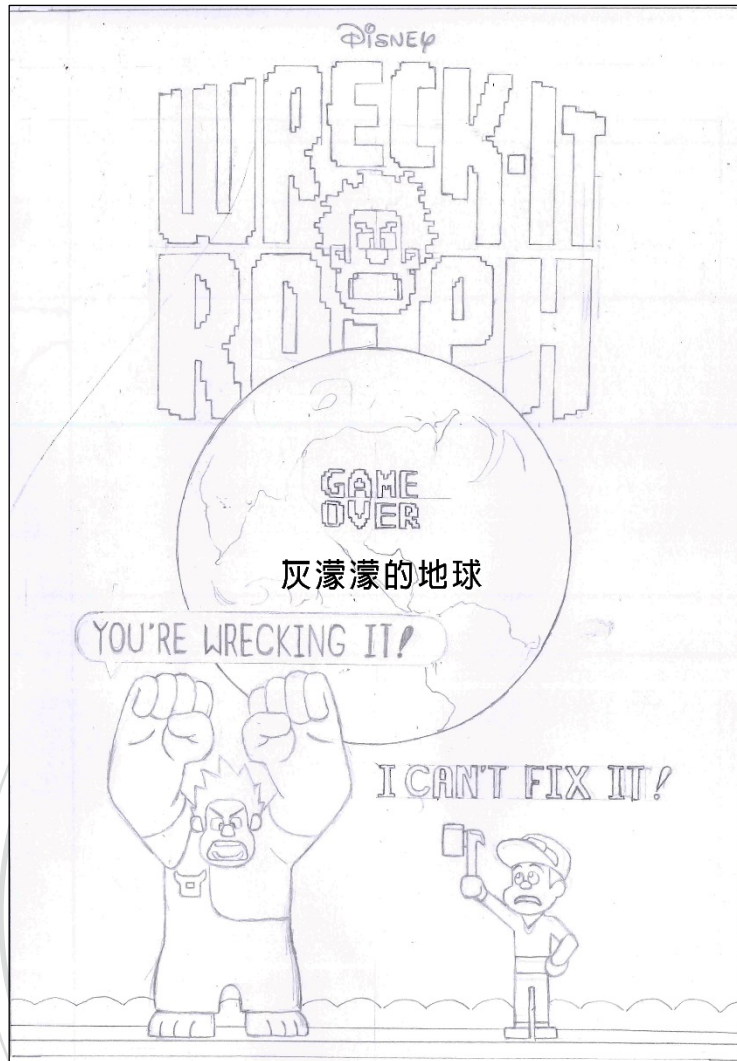 DISNEY
WRECK-IT
RALPH
GAME
OVER
灰濛濛的地球
YOU'RE WRECKING IT!
I CAN'T FIX IT!